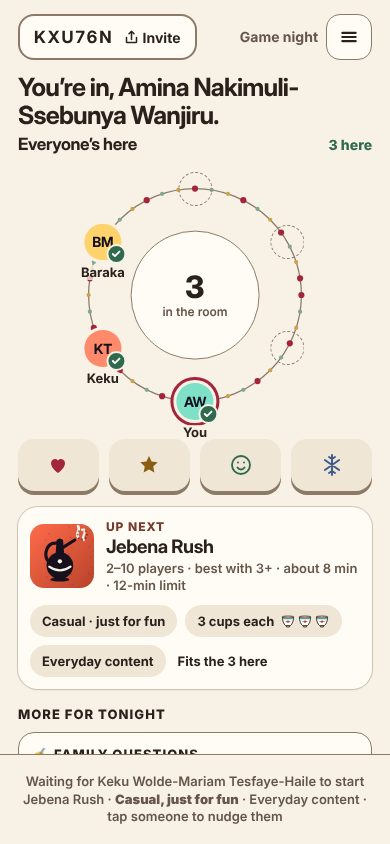 KXU76N Invite Game night
You're in, Amina Nakimuli-
Ssebunya Wanjiru.
Everyone's here 3 here
BM
Baraka
3
in the room
KT
Keku
AW
You
UP NEXT
Jebena Rush
2–10 players · best with 3+ · about 8 min
· 12-min limit
Casual · just for fun 3 cups each
Everyday content Fits the 3 here
MORE FOR TONIGHT
FAMILY QUESTIONS
Waiting for Keku Wolde-Mariam Tesfaye-Haile to start
Jebena Rush · Casual, just for fun · Everyday content ·
tap someone to nudge them